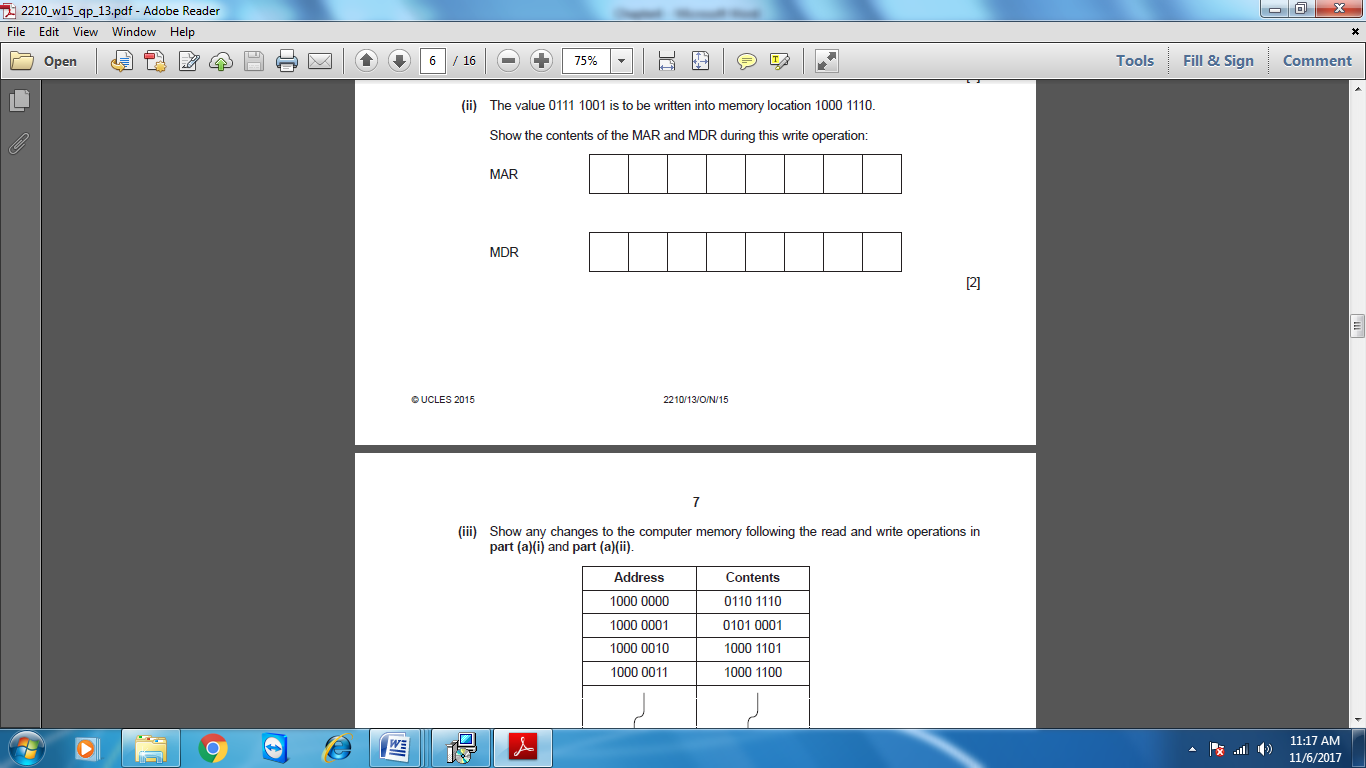 2210_w15_qp_13.pdf - Adobe Reader
File Edit View Window Help
Open 6 / 16 75% Tools Fill & Sign Comment
(ii) The value 0111 1001 is to be written into memory location 1000 1110.
Show the contents of the MAR and MDR during this write operation:
MAR
MDR
[2]
© UCLES 2015 2210/13/O/N/15
7
(iii) Show any changes to the computer memory following the read and write operations in
part (a)(i) and part (a)(ii).
Address Contents
1000 0000 0110 1110
1000 0001 0101 0001
1000 0010 1000 1101
1000 0011 1000 1100
11:17 AM
11/6/2017